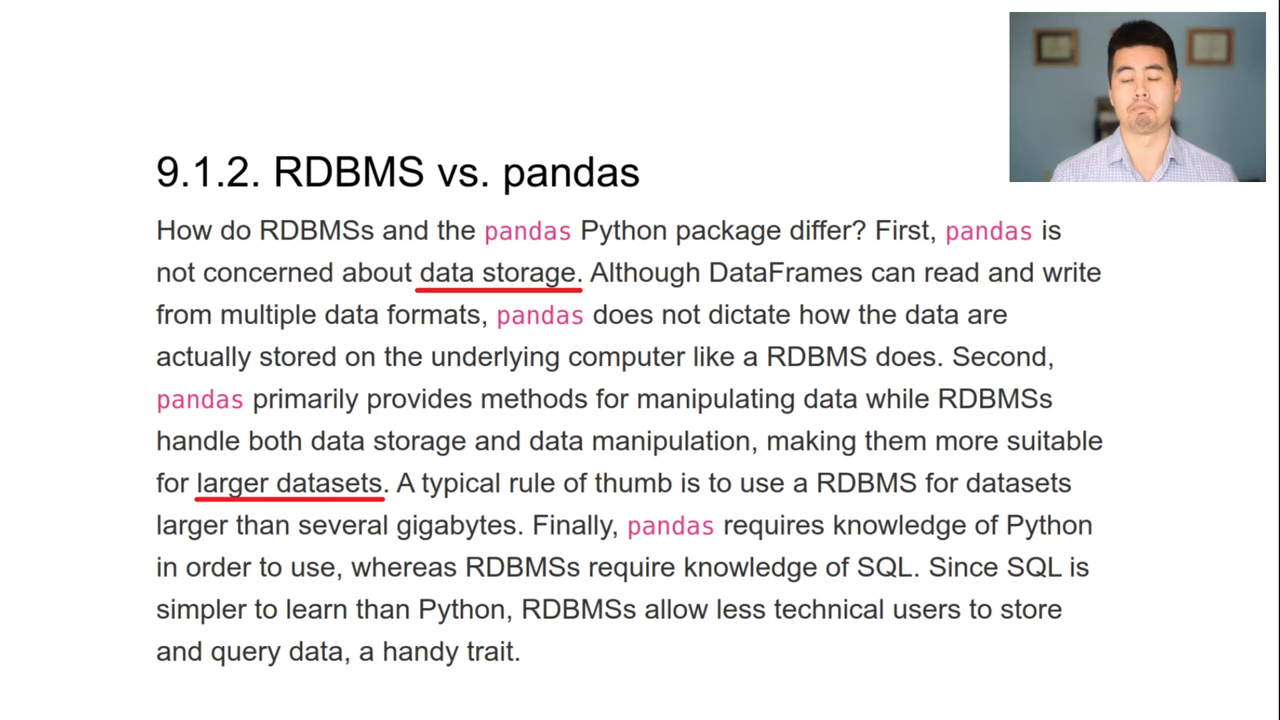 9.1.2. RDBMS vs. pandas
How do RDBMSs and the pandas Python package differ? First, pandas is
not concerned about data storage. Although DataFrames can read and write
from multiple data formats, pandas does not dictate how the data are
actually stored on the underlying computer like a RDBMS does. Second,
pandas primarily provides methods for manipulating data while RDBMSs
handle both data storage and data manipulation, making them more suitable
for larger datasets. A typical rule of thumb is to use a RDBMS for datasets
larger than several gigabytes. Finally, pandas requires knowledge of Python
in order to use, whereas RDBMSs require knowledge of SQL. Since SQL is
simpler to learn than Python, RDBMSs allow less technical users to store
and query data, a handy trait.